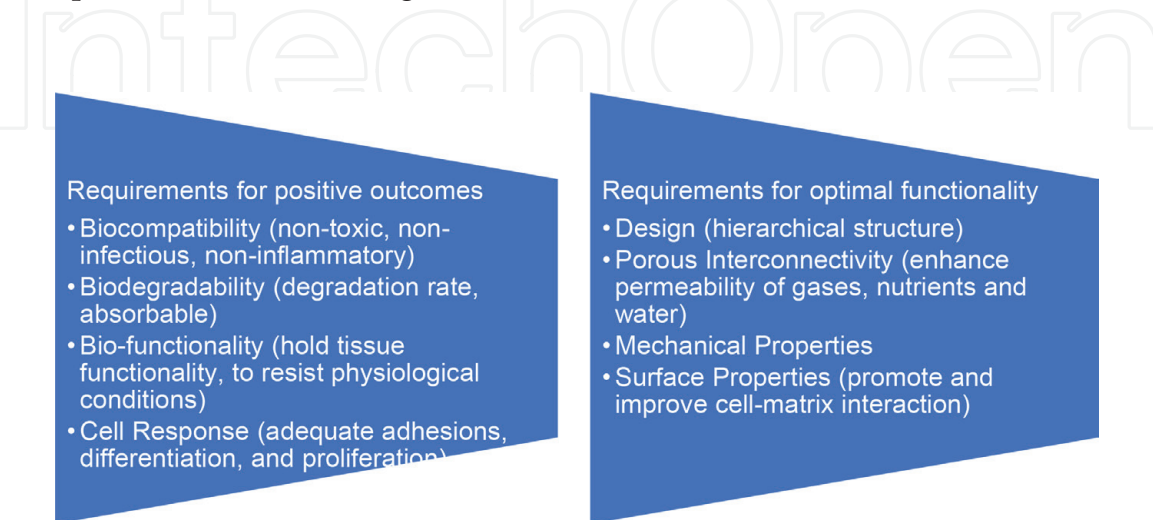 IntechOpen
Requirements for positive outcomes
•Biocompatibility (non-toxic, non-
infectious, non-inflammatory)
•Biodegradability (degradation rate,
absorbable)
•Bio-functionality (hold tissue
functionality, to resist physiological
conditions)
•Cell Response (adequate adhesions,
differentiation, and proliferation)
Requirements for optimal functionality
•Design (hierarchical structure)
•Porous Interconnectivity (enhance
permeability of gases, nutrients and
water)
•Mechanical Properties
•Surface Properties (promote and
improve cell-matrix interaction)